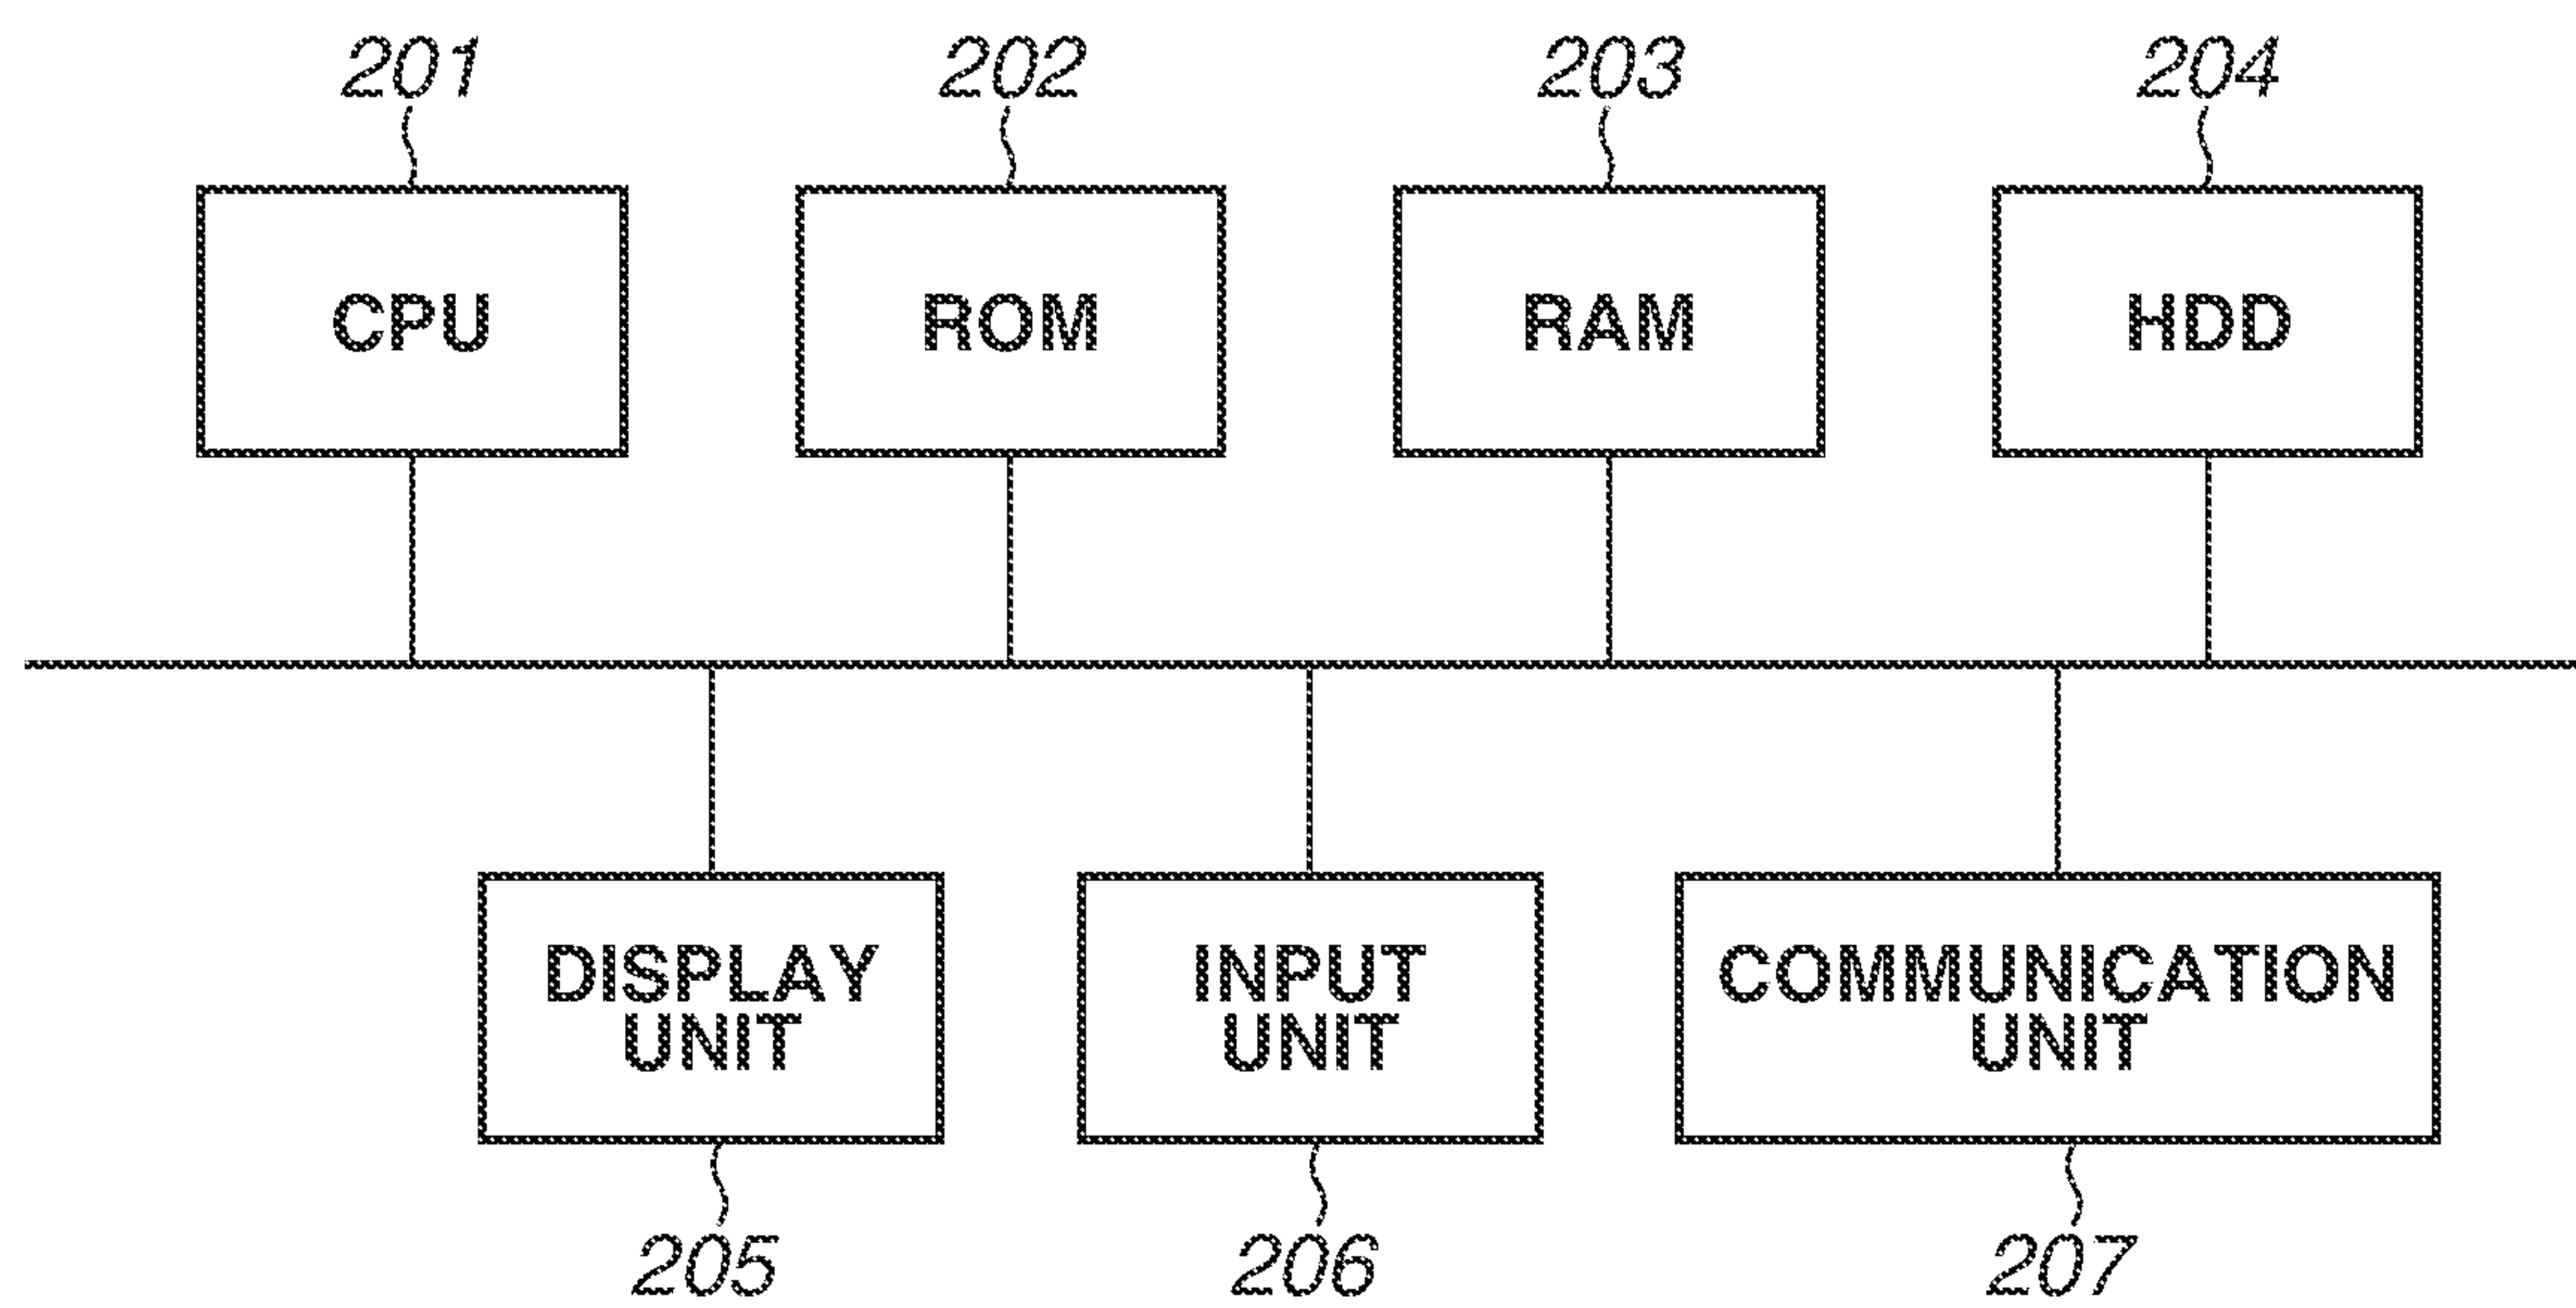 201 202 203 204
CPU ROM RAM HDD
DISPLAY UNIT
INPUT UNIT
COMMUNICATION UNIT
205 206 207